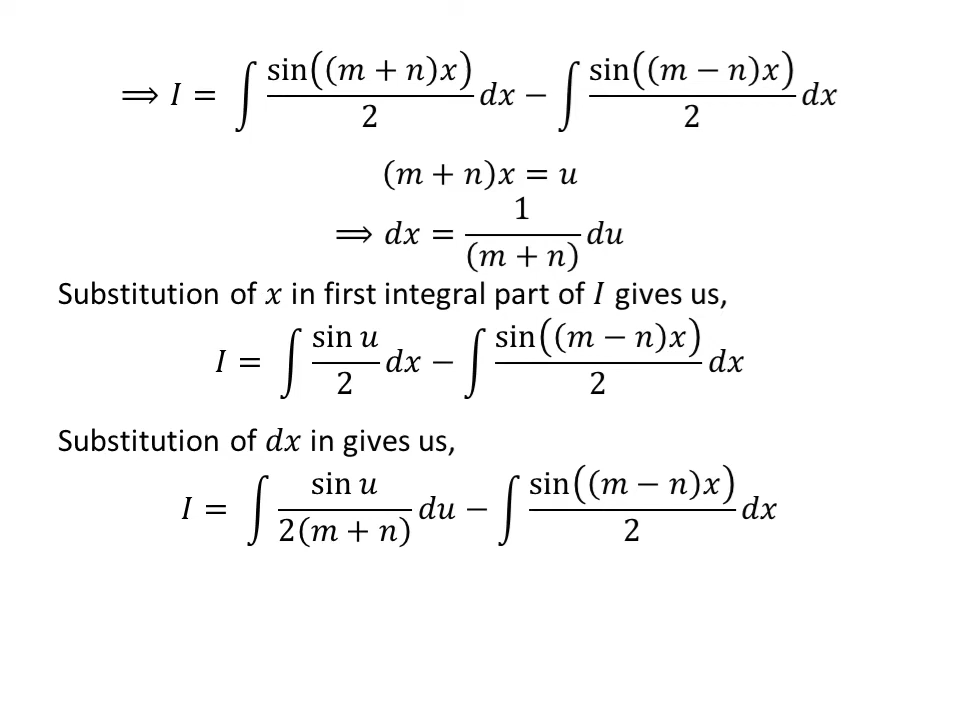 ⟹ I = ∫ sin((m + n)x)/2 dx − ∫ sin((m − n)x)/2 dx
(m + n)x = u
⟹ dx = 1/(m + n) du
Substitution of x in first integral part of I gives us,
I = ∫ sin u/2 dx − ∫ sin((m − n)x)/2 dx
Substitution of dx in gives us,
I = ∫ sin u/2(m + n) du − ∫ sin((m − n)x)/2 dx